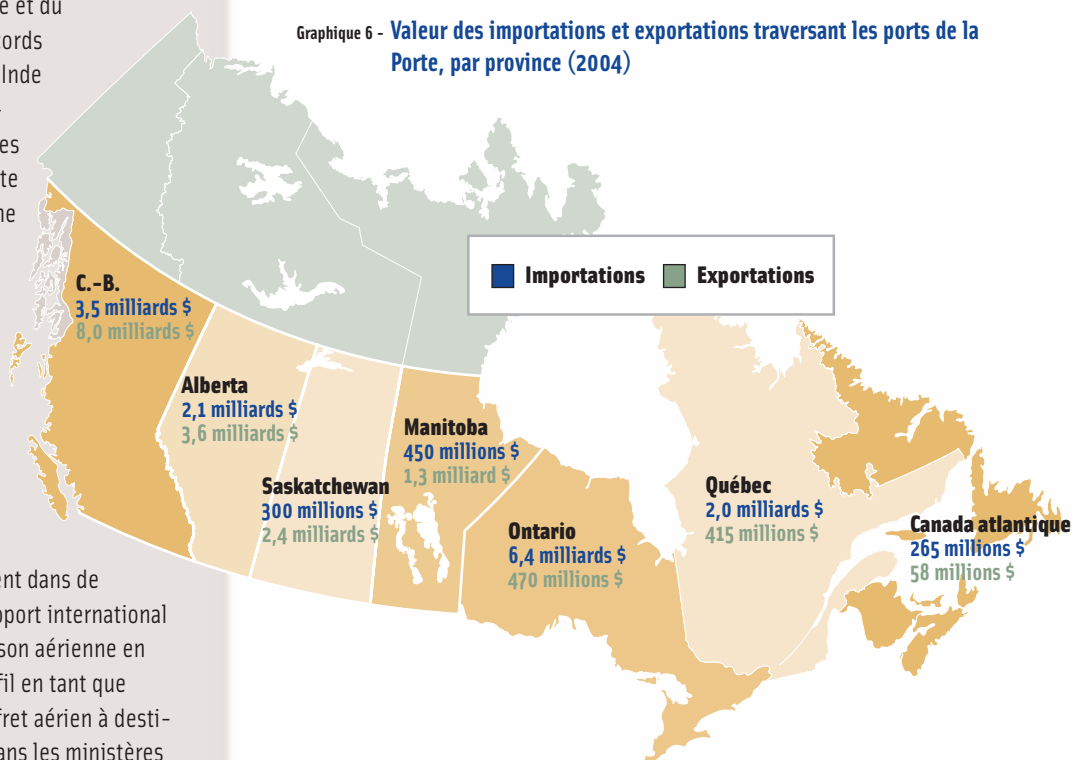 e et du
cords
Inde
es
te
ne
ent dans de
pport international
son aérienne en
fil en tant que
fret aérien à desti-
ans les ministères
Graphique 6 - Valeur des importations et exportations traversant les ports de la
Porte, par province (2004)
Importations
Exportations
C.-B.
3,5 milliards $
8,0 milliards $
Alberta
2,1 milliards $
3,6 milliards $
Saskatchewan
300 millions $
2,4 milliards $
Manitoba
450 millions $
1,3 milliard $
Ontario
6,4 milliards $
470 millions $
Québec
2,0 milliards $
415 millions $
Canada atlantique
265 millions $
58 millions $